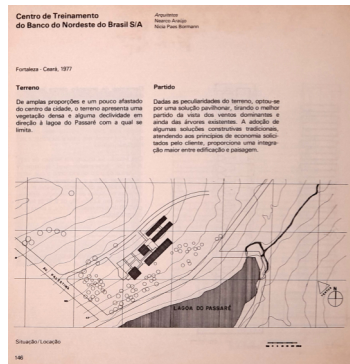 Centro de Treinamento
do Banco do Nordeste do Brasil S/A
Arquitetos
Nearco Araújo
Nicia Paes Bormann
Fortaleza - Ceará, 1977
Terreno
De amplas proporções e um pouco afastado
do centro da cidade, o terreno apresenta uma
vegetação densa e alguma declividade em
direção à lagoa do Passaré com a qual se
limita.
Partido
Dadas as peculiaridades do terreno, optou-se
por uma solução pavilhonar, tirando o melhor
partido da vista dos ventos dominantes e
ainda das árvores existentes. A adoção de
algumas soluções construtivas tradicionais,
atendendo aos princípios de economia solici-
tados pelo cliente, proporciona uma integra-
ção maior entre edificação e paisagem.
LAGOA DO PASSARÉ
N
Situação/Locação
146